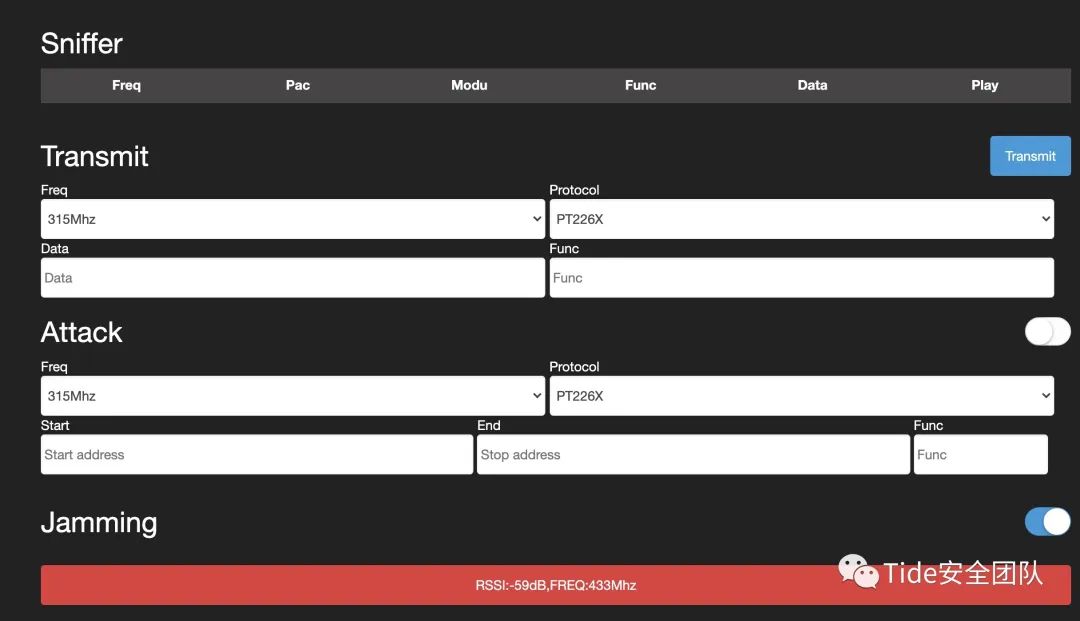 Sniffer
Freq Pac Modu Func Data Play
Transmit Transmit
Freq Protocol
315Mhz PT226X
Data Func
Data Func
Attack
Freq Protocol
315Mhz PT226X
Start End Func
Start address Stop address Func
Jamming
Tide安全团队
RSSI:-59dB,FREQ:433Mhz